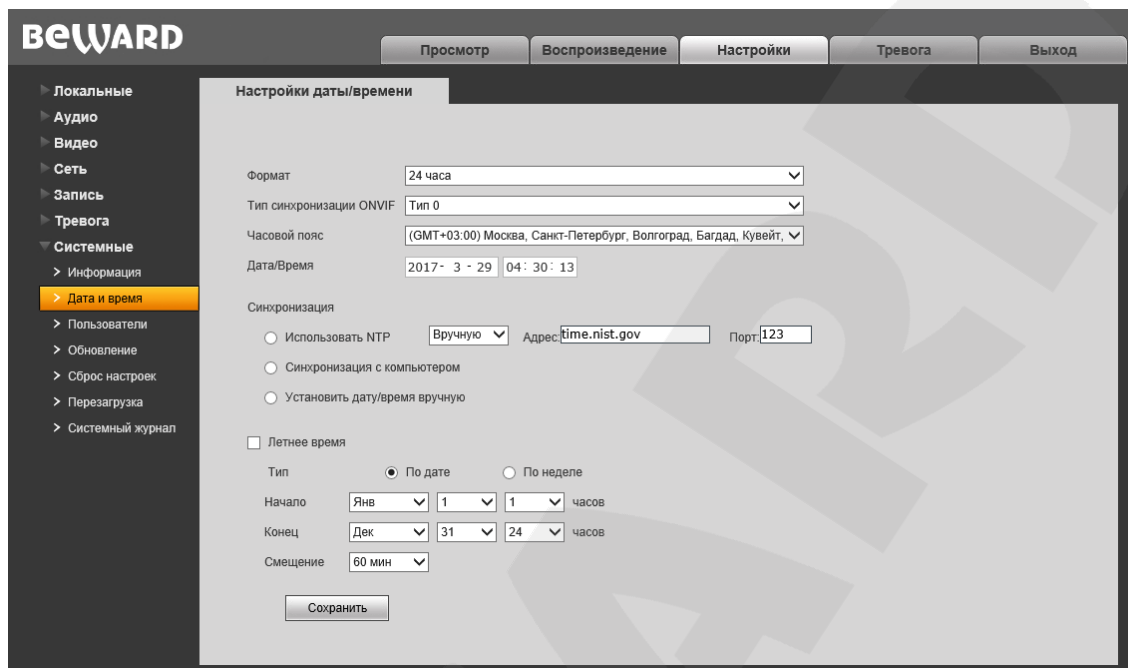 BEWARD
Просмотр Воспроизведение Настройки Тревога Выход
Локальные
Аудио
Видео
Сеть
Запись
Тревога
Системные
> Информация
> Дата и время
> Пользователи
> Обновление
> Сброс настроек
> Перезагрузка
> Системный журнал
Настройки даты/времени
Формат 24 часа
Тип синхронизации ONVIF Тип 0
Часовой пояс (GMT+03:00) Москва, Санкт-Петербург, Волгоград, Багдад, Кувейт,
Дата/Время 2017- 3 - 29 04: 30: 13
Синхронизация
Использовать NTP Вручную Адрес: time.nist.gov Порт: 123
Синхронизация с компьютером
Установить дату/время вручную
Летнее время
Тип По дате По неделе
Начало Янв 1 1 часов
Конец Дек 31 24 часов
Смещение 60 мин
Сохранить